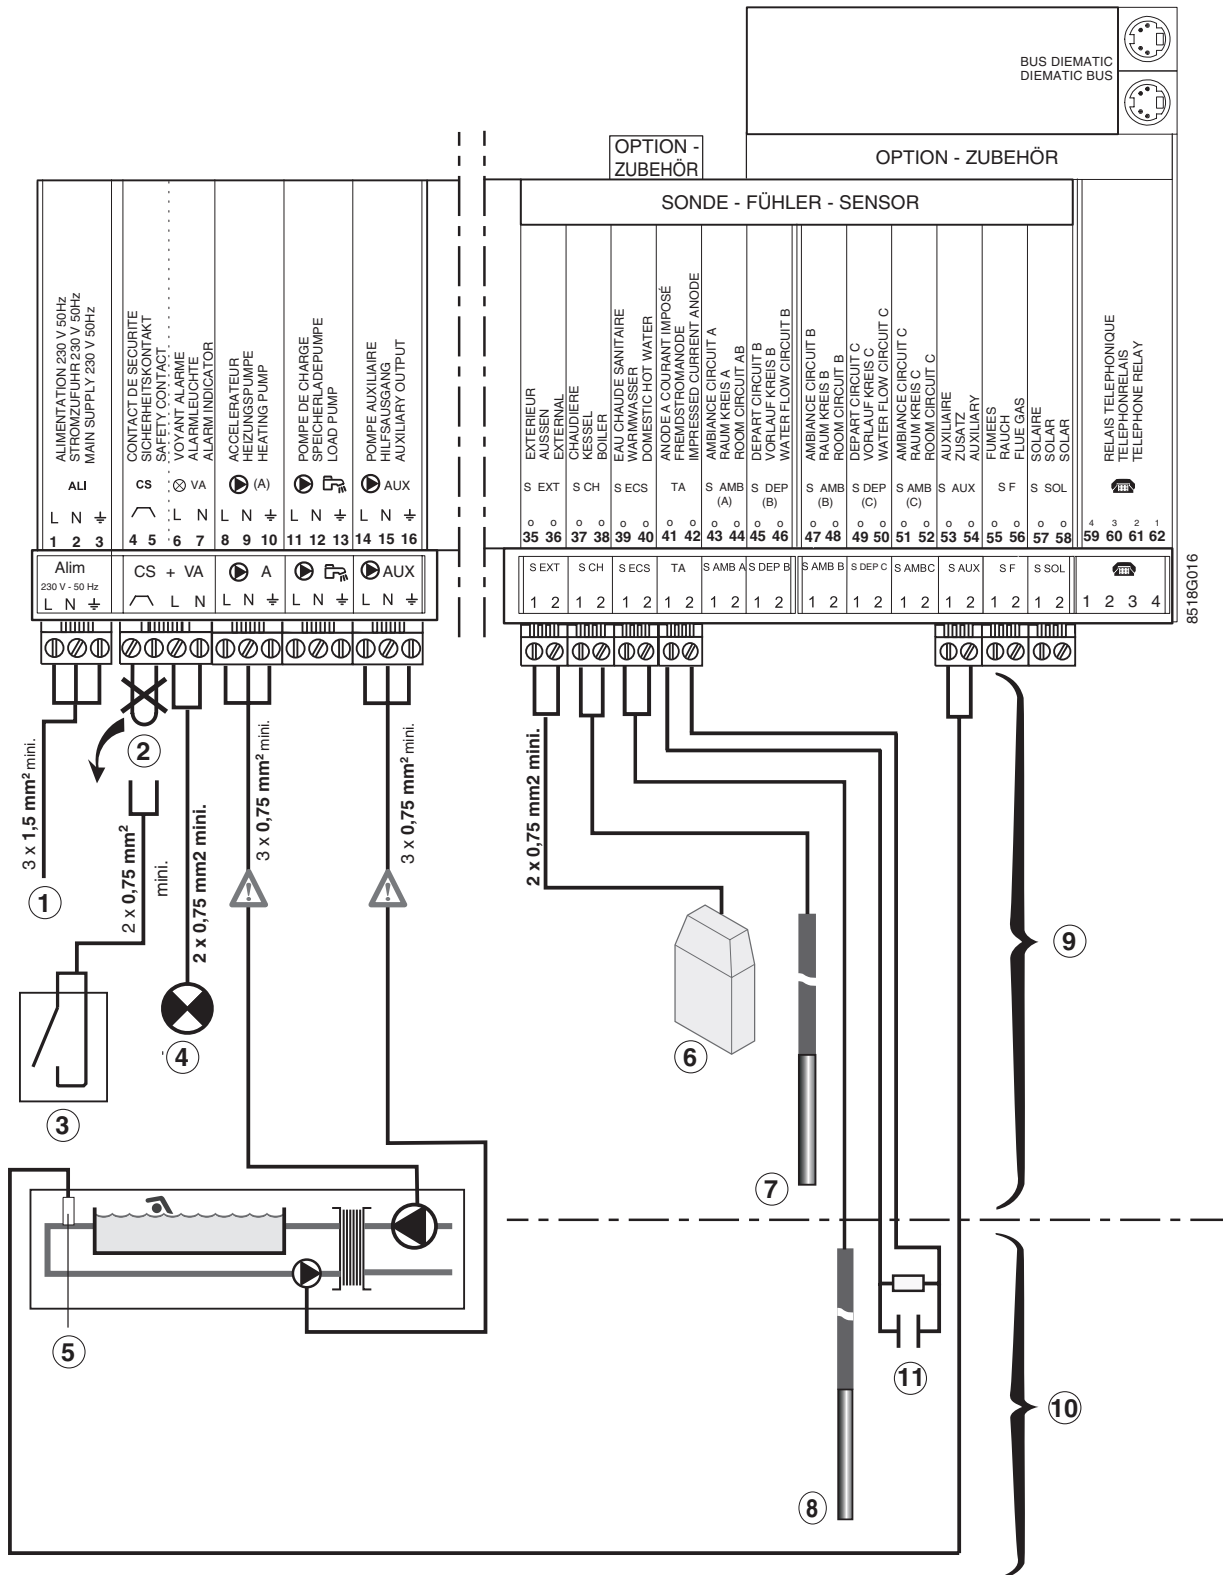 BUS DIEMATIC
DIEMATIC BUS
OPTION -
ZUBEHÖR
OPTION - ZUBEHÖR
SONDE - FÜHLER - SENSOR
ALIMENTATION 230 V 50Hz
STROMZUFUHR 230 V 50Hz
MAIN SUPPLY 230 V 50Hz
CONTACT DE SECURITE
SICHERHEITSKONTAKT
SAFETY CONTACT
VOYANT ALARME
ALARMLEUCHTE
ALARM INDICATOR
ACCELERATEUR
HEIZUNGSPUMPE
HEATING PUMP
POMPE DE CHARGE
SPEICHERLADEPUMPE
LOAD PUMP
POMPE AUXILIAIRE
HILFSAUSGANG
AUXILIARY OUTPUT
EXTERIEUR
AUSSEN
EXTERNAL
CHAUDIERE
KESSEL
BOILER
EAU CHAUDE SANITAIRE
WARMWASSER
DOMESTIC HOT WATER
ANODE A COURANT IMPOSÉ
FREMDSTROMANODE
IMPRESSED CURRENT ANODE
AMBIANCE CIRCUIT A
RAUM KREIS A
ROOM CIRCUIT AB
DEPART CIRCUIT B
VORLAUF KREIS B
WATER FLOW CIRCUIT B
AMBIANCE CIRCUIT B
RAUM KREIS B
ROOM CIRCUIT B
DEPART CIRCUIT C
VORLAUF KREIS C
WATER FLOW CIRCUIT C
AMBIANCE CIRCUIT C
RAUM KREIS C
ROOM CIRCUIT C
AUXILIAIRE
ZUSATZ
AUXILIARY
FUMEES
RAUCH
FLUE GAS
SOLAIRE
SOLAR
SOLAR
RELAIS TELEPHONIQUE
TELEPHONRELAIS
TELEPHONE RELAY
ALI CS VA (A) AUX
S EXT S CH S ECS TA S AMB (A) S DEP (B) S AMB (B) S DEP (C) S AMB (C) S AUX S F S SOL
L N L N L N L N L N
4 3 2 1
1 2 3 4 5 6 7 8 9 10 11 12 13 14 15 16
35 36 37 38 39 40 41 42 43 44 45 46 47 48 49 50 51 52 53 54 55 56 57 58 59 60 61 62
Alim CS + VA A AUX
230 V - 50 Hz
L N L N L N L N L N
S EXT S CH S ECS TA S AMB A S DEP B S AMB B S DEP C S AMBC S AUX S F S SOL
1 2 1 2 1 2 1 2 1 2 1 2 1 2 1 2 1 2 1 2 1 2 1 2 1 2 3 4
8518G016
3 x 1,5 mm² mini.
2 x 0,75 mm²
mini.
2 x 0,75 mm2 mini.
3 x 0,75 mm² mini.
3 x 0,75 mm² mini.
2 x 0,75 mm2 mini.
2
1
9
4
6
3
7
5
11
10
8